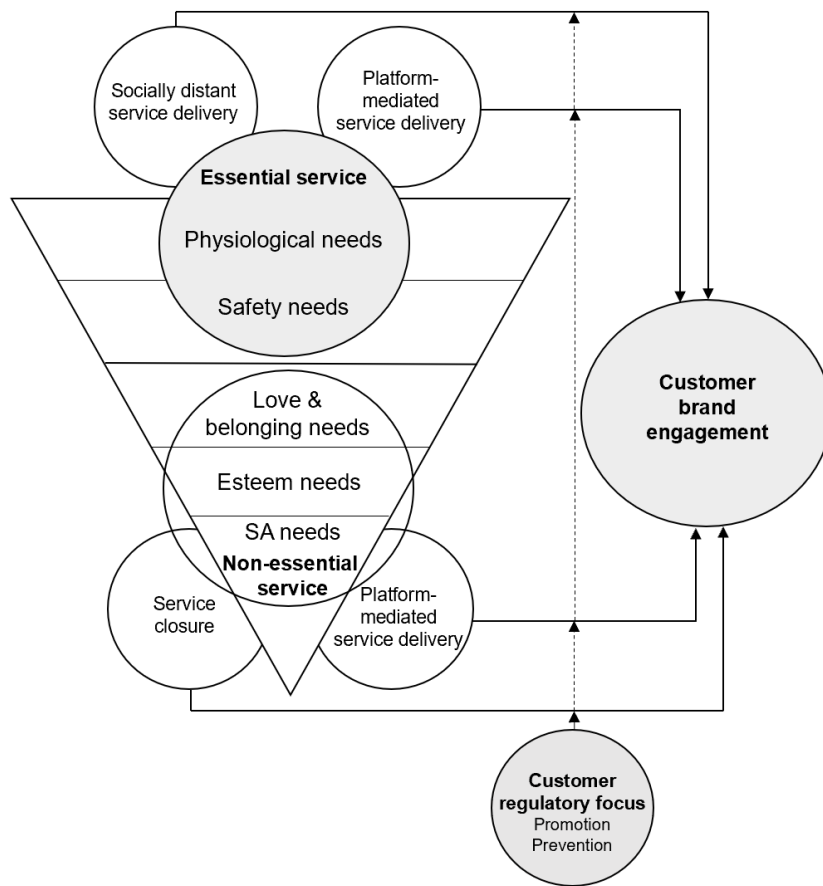 Socially distant
service delivery
Platform-
mediated
service delivery
Essential service
Physiological needs
Safety needs
Love &
belonging needs
Esteem needs
SA needs
Non-essential
service
Service
closure
Platform-
mediated
service delivery
Customer
brand
engagement
Customer
regulatory focus
Promotion
Prevention